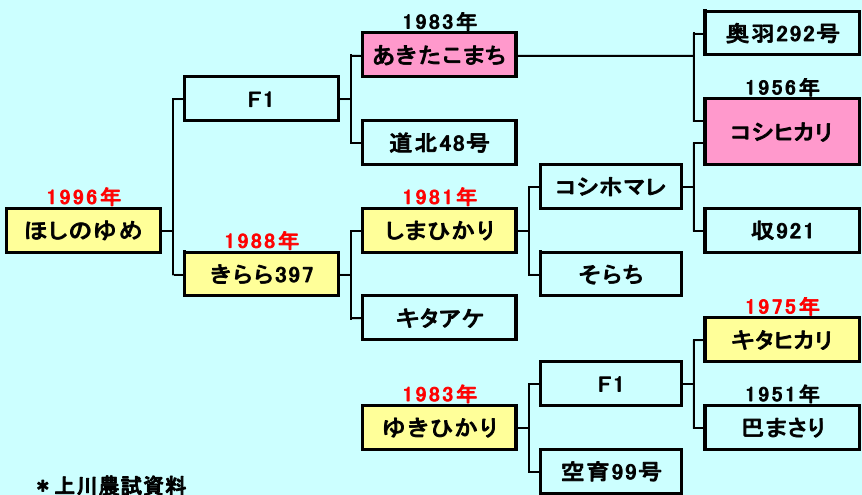 1983年
あきたこまち
奥羽292号
1956年
コシヒカリ
F1
道北48号
コシホマレ
収921
1996年
ほしのゆめ
1981年
しまひかり
1988年
きらら397
そらち
キタアケ
1975年
キタヒカリ
1983年
ゆきひかり
F1
1951年
巴まさり
空育99号
*上川農試資料